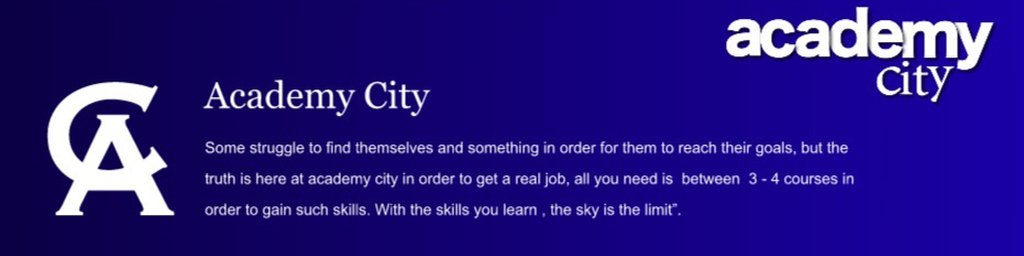 academy
city
CA
Academy City
Some struggle to find themselves and something in order for them to reach their goals, but the
truth is here at academy city in order to get a real job, all you need is  between  3 - 4 courses in
order to gain such skills. With the skills you learn , the sky is the limit”.